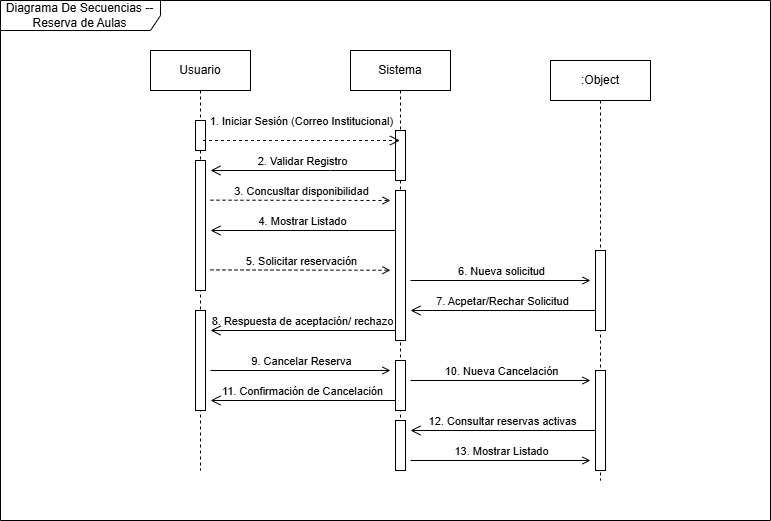 Diagrama De Secuencias --
Reserva de Aulas
Usuario
Sistema
:Object
1. Iniciar Sesión (Correo Institucional)
2. Validar Registro
3. Concusltar disponibilidad
4. Mostrar Listado
5. Solicitar reservación
6. Nueva solicitud
7. Acpetar/Rechar Solicitud
8. Respuesta de aceptación/ rechazo
9. Cancelar Reserva
10. Nueva Cancelación
11. Confirmación de Cancelación
12. Consultar reservas activas
13. Mostrar Listado